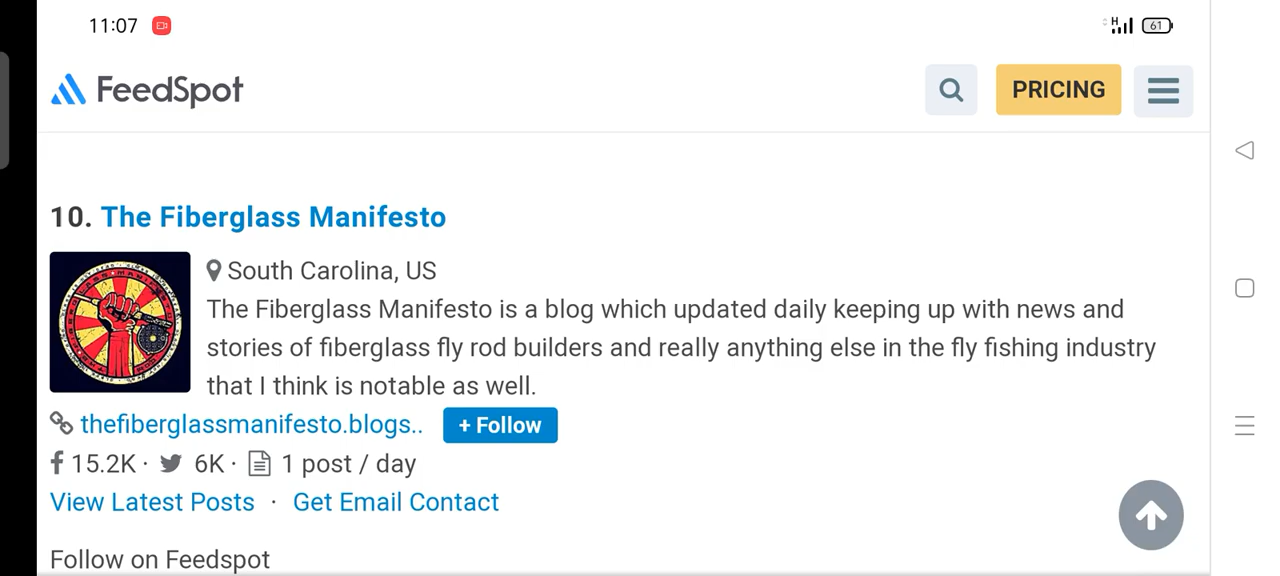 11:07
H
61
FeedSpot
PRICING
10. The Fiberglass Manifesto
South Carolina, US
The Fiberglass Manifesto is a blog which updated daily keeping up with news and
stories of fiberglass fly rod builders and really anything else in the fly fishing industry
that I think is notable as well.
thefiberglassmanifesto.blogs..
+ Follow
15.2K · 6K · 1 post / day
View Latest Posts · Get Email Contact
Follow on Feedspot